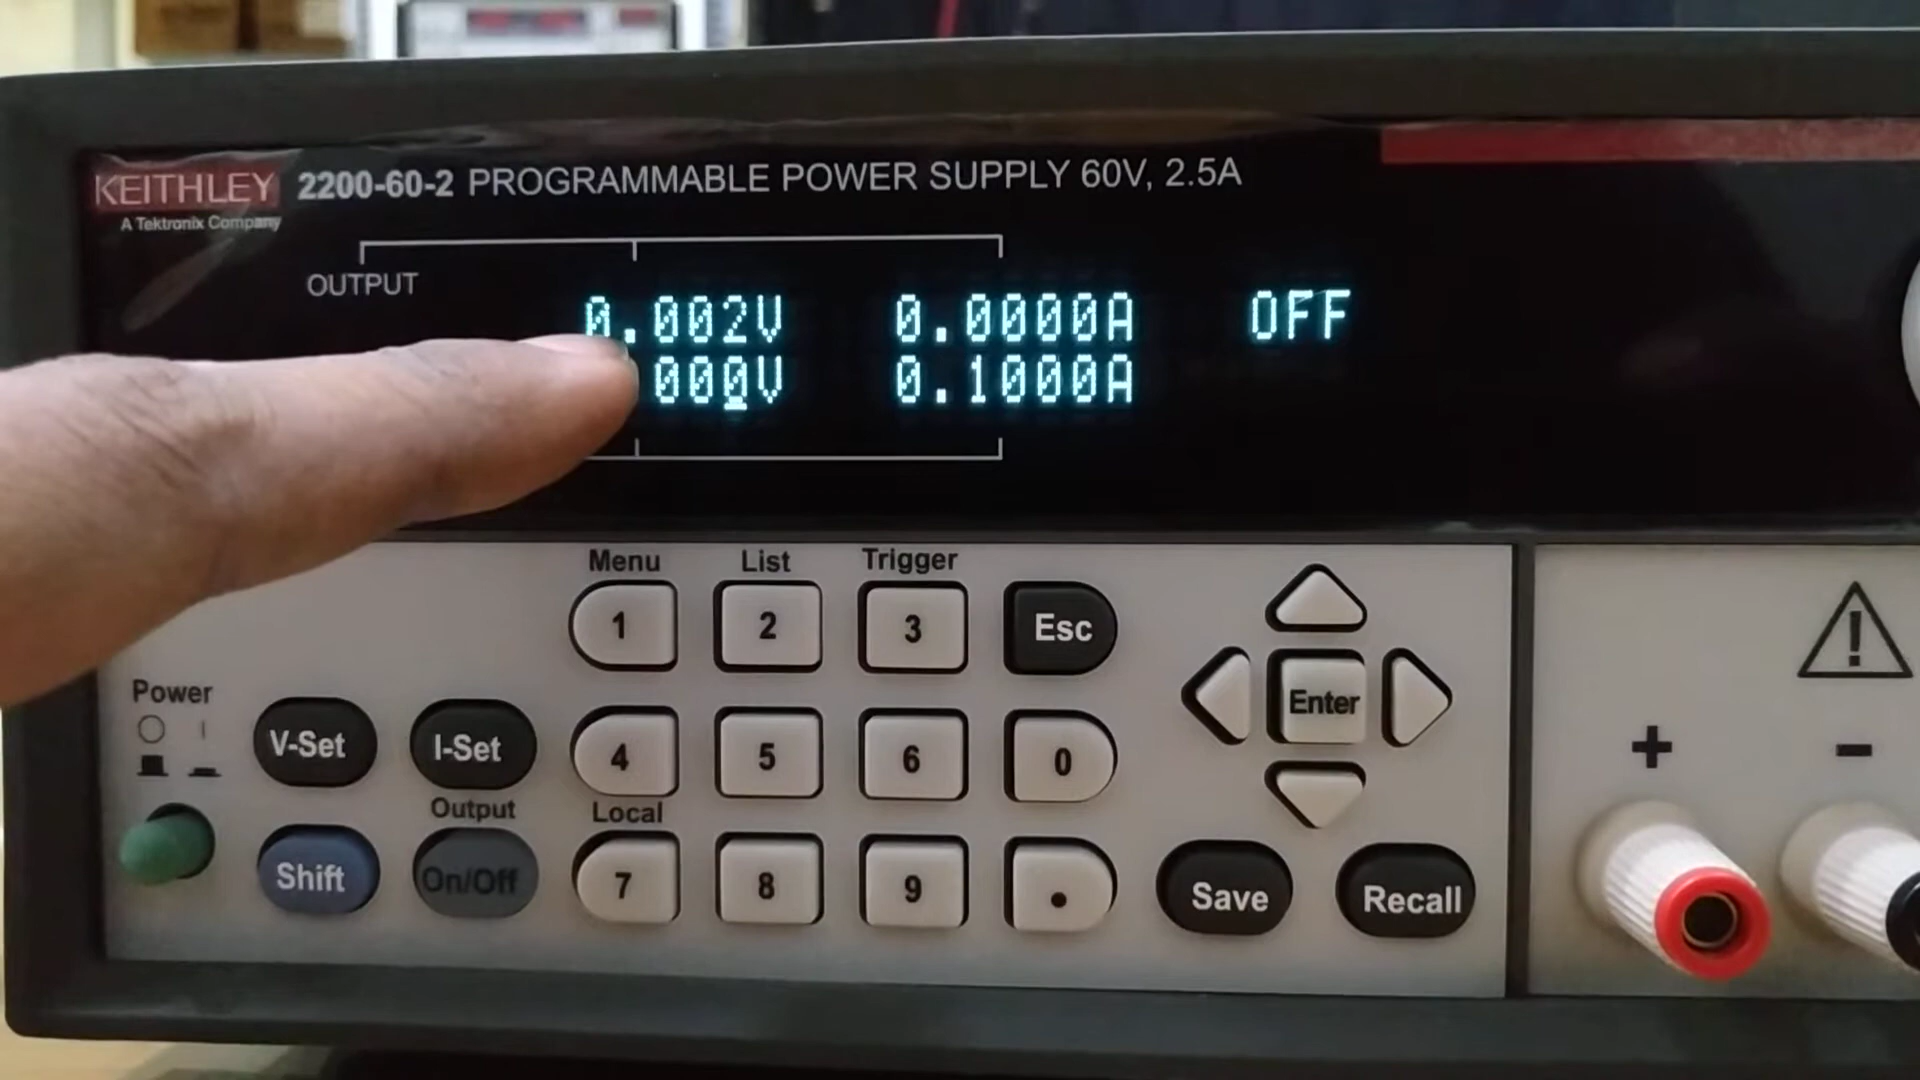 KEITHLEY 2200-60-2 PROGRAMMABLE POWER SUPPLY 60V, 2.5A
A Tektronix Company
OUTPUT
0.002V 0.0000A OFF
000V 0.1000A
Menu List Trigger
1 2 3 Esc
Enter
Power
V-Set I-Set 4 5 6 0
+ -
Output Local
Shift On/Off 7 8 9 . Save Recall